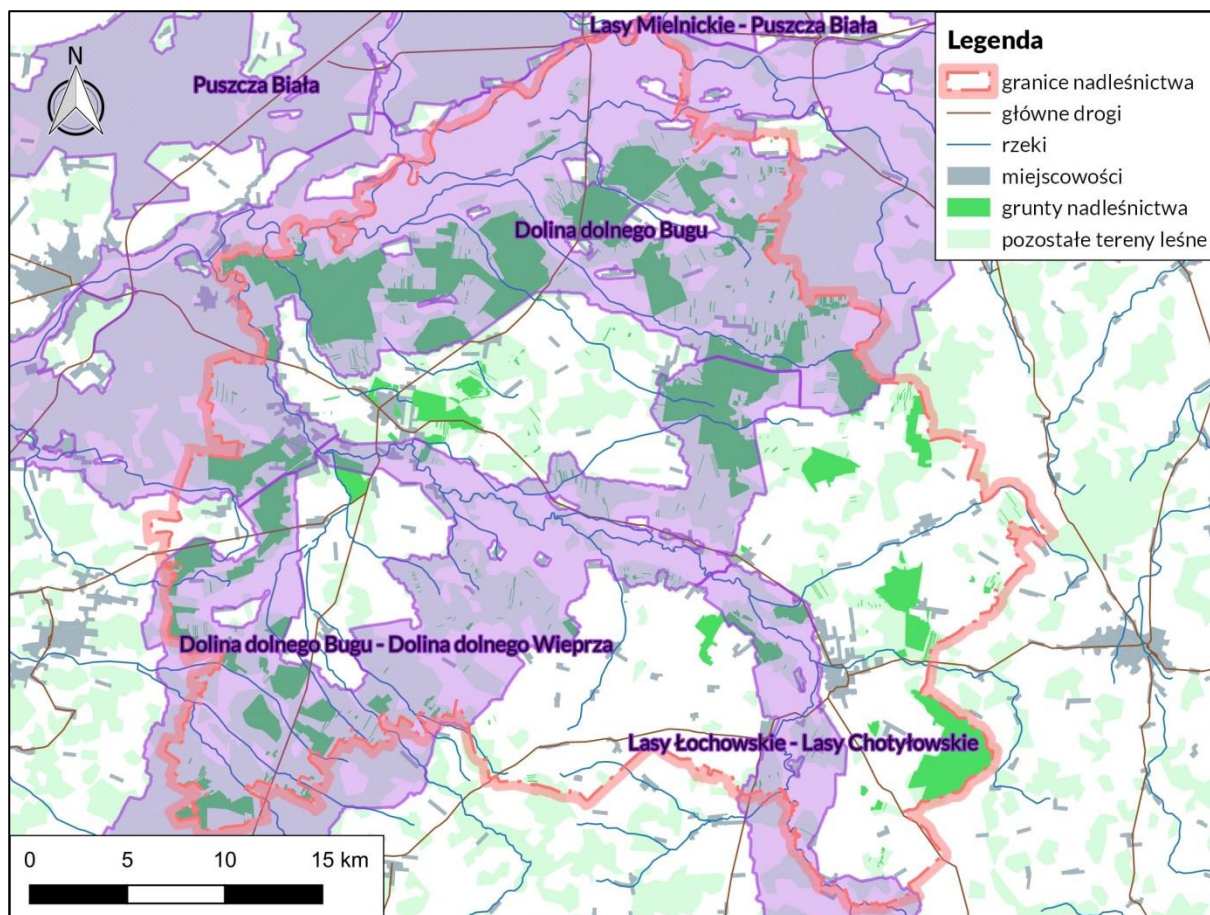 Lasy Mielnickie - Puszcza Biała
Puszcza Biała
N
Legenda
granice nadleśnictwa
główne drogi
rzeki
miejscowości
grunty nadleśnictwa
pozostałe tereny leśne
Dolina dolnego Bugu
Dolina dolnego Bugu - Dolina dolnego Wieprza
Lasy Łochowskie - Lasy Chotyłowskie
0 5 10 15 km